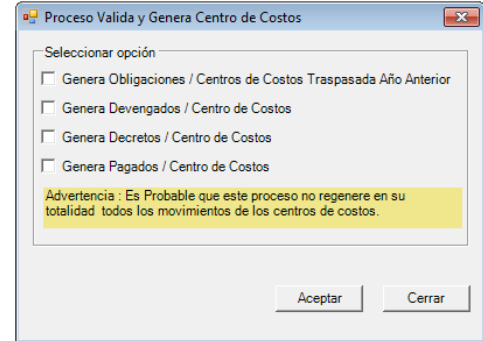 Proceso Valida y Genera Centro de Costos
Seleccionar opción
Genera Obligaciones / Centros de Costos Traspasada Año Anterior
Genera Devengados / Centro de Costos
Genera Decretos / Centro de Costos
Genera Pagados / Centro de Costos
Advertencia : Es Probable que este proceso no regenere en su
totalidad todos los movimientos de los centros de costos.
Aceptar Cerrar